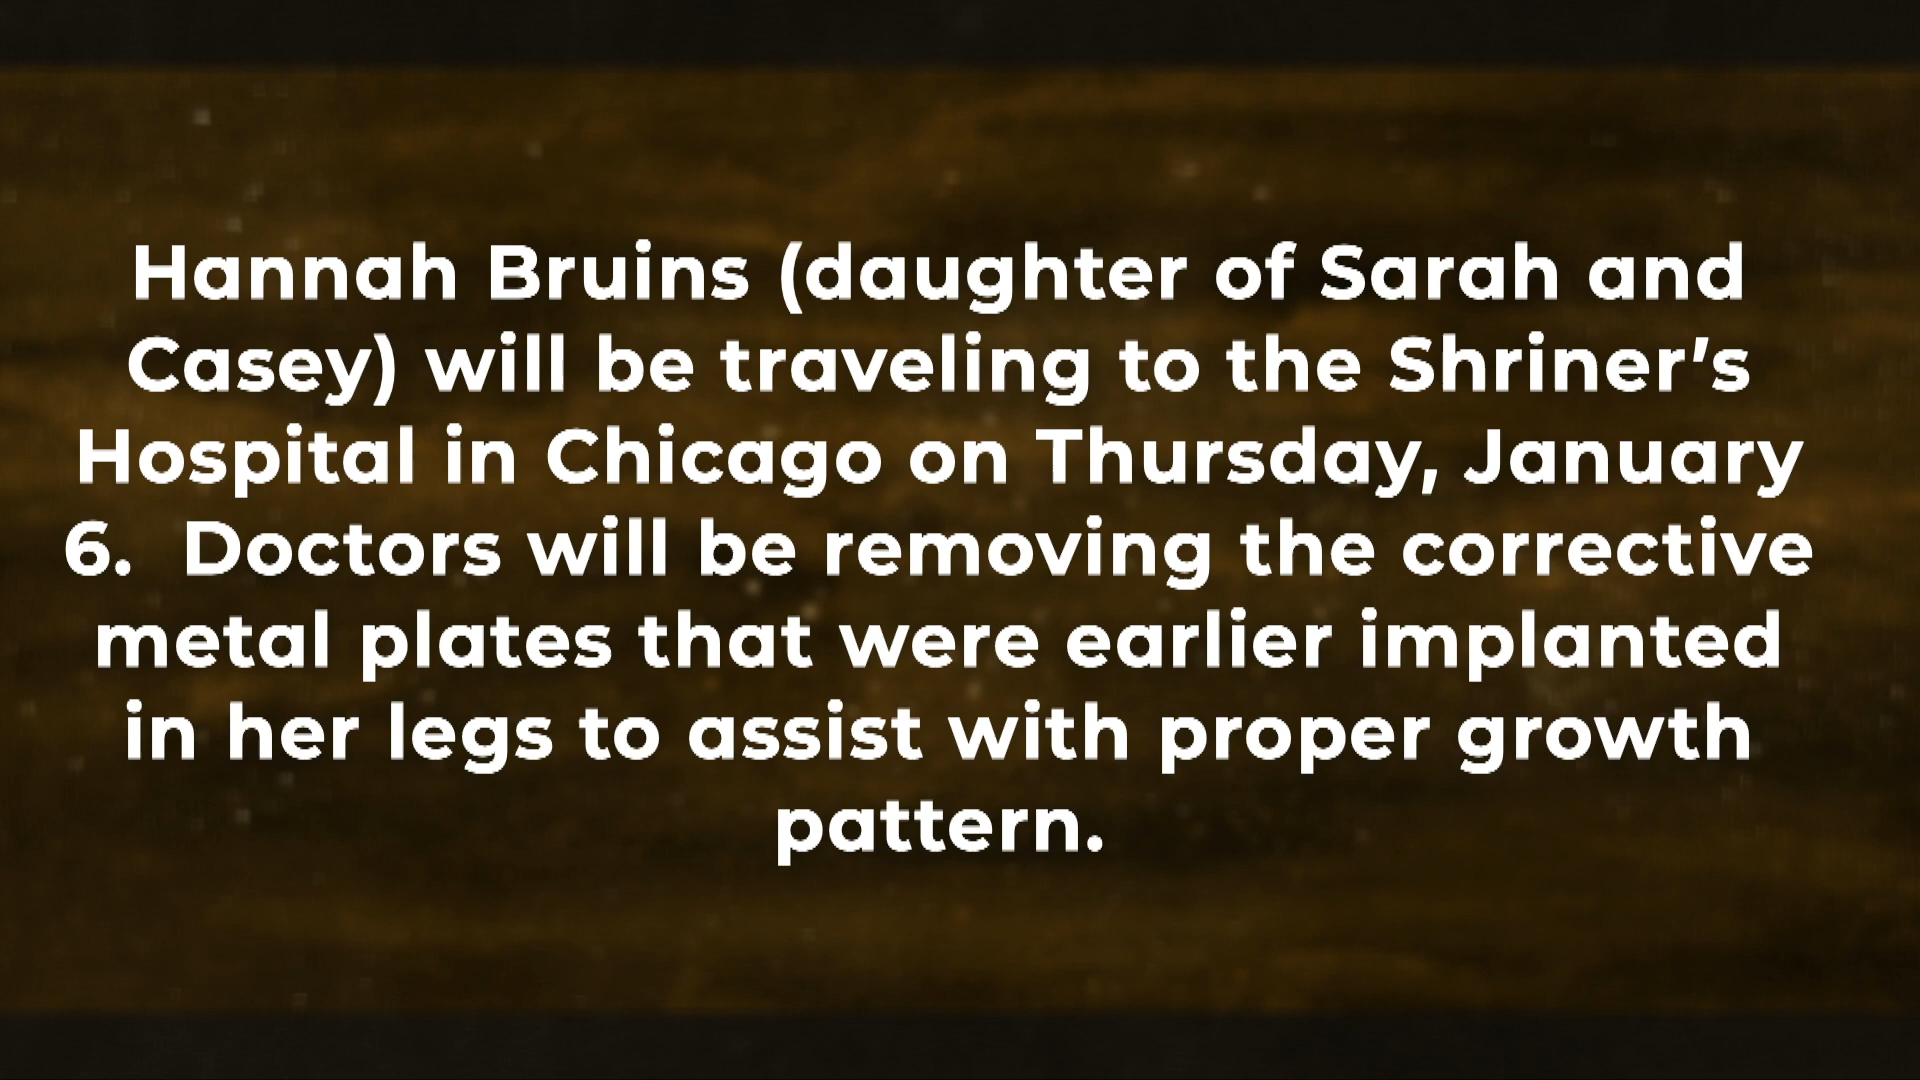 Hannah Bruins (daughter of Sarah and
Casey) will be traveling to the Shriner’s
Hospital in Chicago on Thursday, January
6.  Doctors will be removing the corrective
metal plates that were earlier implanted
in her legs to assist with proper growth
pattern.